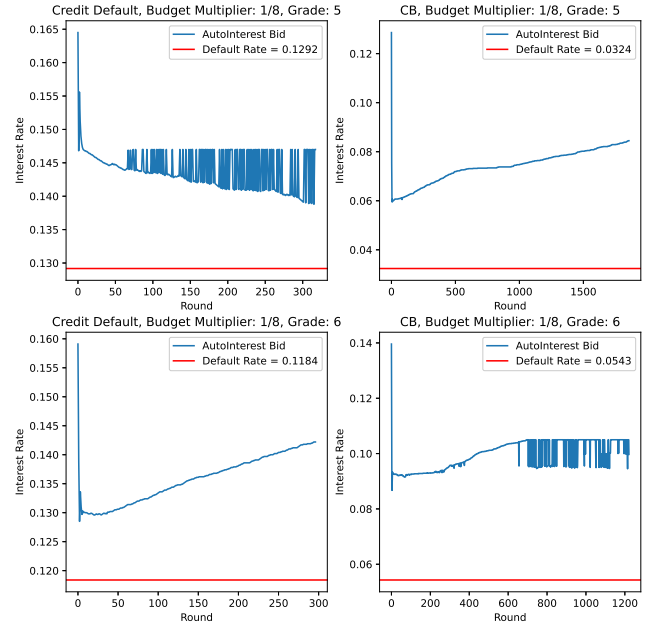 Credit Default, Budget Multiplier: 1/8, Grade: 5
AutoInterest Bid
Default Rate = 0.1292
0.165
0.160
0.155
0.150
0.145
0.140
0.135
0.130
Interest Rate
0
50
100
150
200
250
300
Round
CB, Budget Multiplier: 1/8, Grade: 5
AutoInterest Bid
Default Rate = 0.0324
0.12
0.10
0.08
0.06
0.04
Interest Rate
0
500
1000
1500
Round
Credit Default, Budget Multiplier: 1/8, Grade: 6
AutoInterest Bid
Default Rate = 0.1184
0.160
0.155
0.150
0.145
0.140
0.135
0.130
0.125
0.120
Interest Rate
0
50
100
150
200
250
300
Round
CB, Budget Multiplier: 1/8, Grade: 6
AutoInterest Bid
Default Rate = 0.0543
0.14
0.12
0.10
0.08
0.06
Interest Rate
0
200
400
600
800
1000
1200
Round